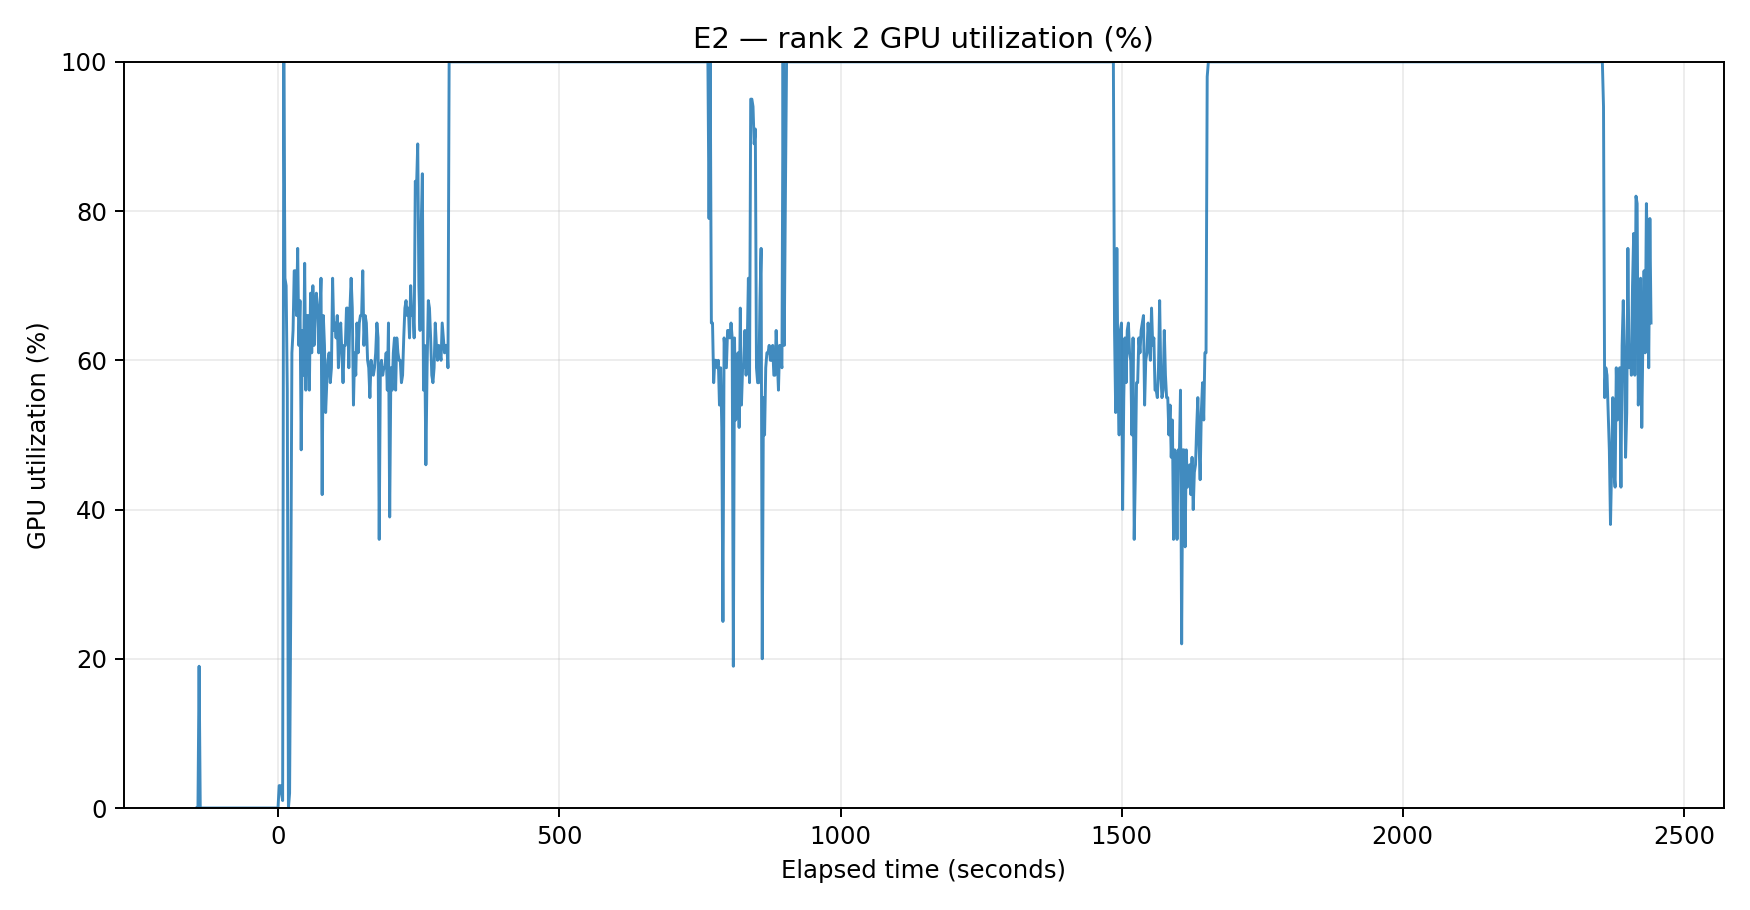 E2 — rank 2 GPU utilization (%)
GPU utilization (%)
100
80
60
40
20
0
0 500 1000 1500 2000 2500
Elapsed time (seconds)